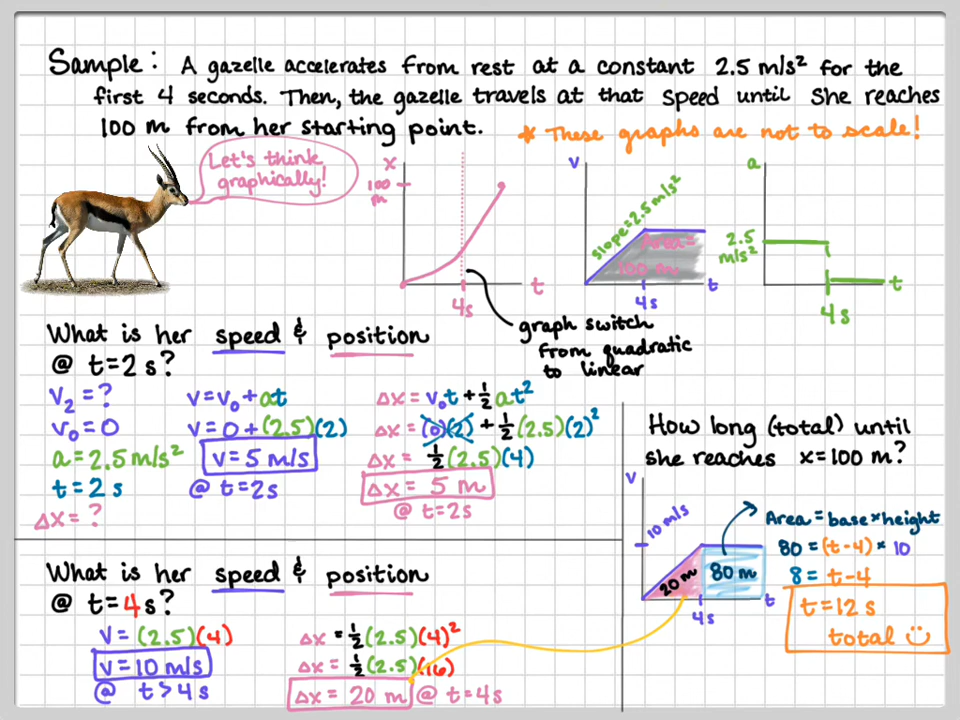 Sample: A gazelle accelerates from rest at a constant 2.5 m/s² for the
first 4 seconds. Then, the gazelle travels at that speed until she reaches
100 m from her starting point.
* These graphs are not to scale!
Let's think
graphically!
x
100
m
4s
t
v
slope=2.5 m/s²
Area=
100 m
4s
t
a
2.5
m/s²
t
4s
graph switch
from quadratic
to linear
What is her speed & position
@ t=2s?
V₂ = ?
V₀ = 0
a = 2.5 m/s²
t = 2 s
Δx = ?
v = v₀ + at
v = 0 + (2.5)(2)
v = 5 m/s
@ t=2s
Δx = v₀t + ½at²
Δx = (0)(2) + ½(2.5)(2)²
Δx = ½(2.5)(4)
Δx = 5 m
@ t=2s
What is her speed & position
@ t=4s?
v = (2.5)(4)
v = 10 m/s
@ t>4s
Δx = ½(2.5)(4)²
Δx = ½(2.5)(16)
Δx = 20 m @ t=4s
How long (total) until
she reaches x=100 m?
v
10 m/s
20 m
80 m
4s
t
Area = base × height
80 = (t-4) * 10
8 = t-4
t = 12 s
total